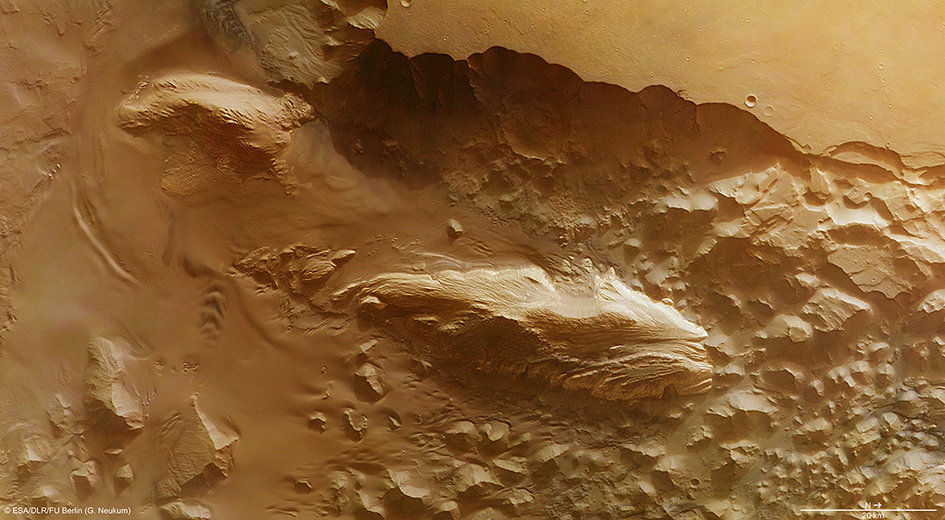 © ESA/DLR/FU Berlin (G. Neukum)
N →
20 km